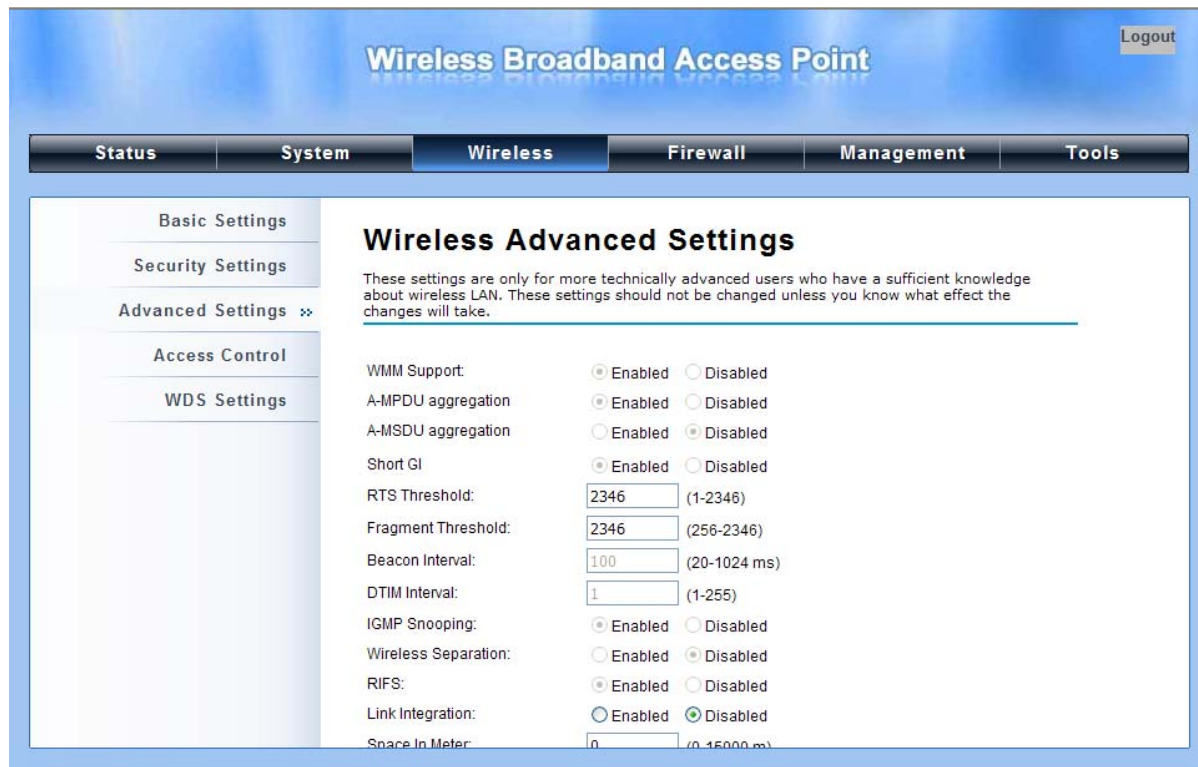 Logout
Wireless Broadband Access Point
Status System Wireless Firewall Management Tools
Basic Settings
Security Settings
Advanced Settings »
Access Control
WDS Settings
Wireless Advanced Settings
These settings are only for more technically advanced users who have a sufficient knowledge
about wireless LAN. These settings should not be changed unless you know what effect the
changes will take.
WMM Support: Enabled Disabled
A-MPDU aggregation Enabled Disabled
A-MSDU aggregation Enabled Disabled
Short GI Enabled Disabled
RTS Threshold: 2346 (1-2346)
Fragment Threshold: 2346 (256-2346)
Beacon Interval: 100 (20-1024 ms)
DTIM Interval: 1 (1-255)
IGMP Snooping: Enabled Disabled
Wireless Separation: Enabled Disabled
RIFS: Enabled Disabled
Link Integration: Enabled Disabled
Space In Meter: 0 (0-15000 m)